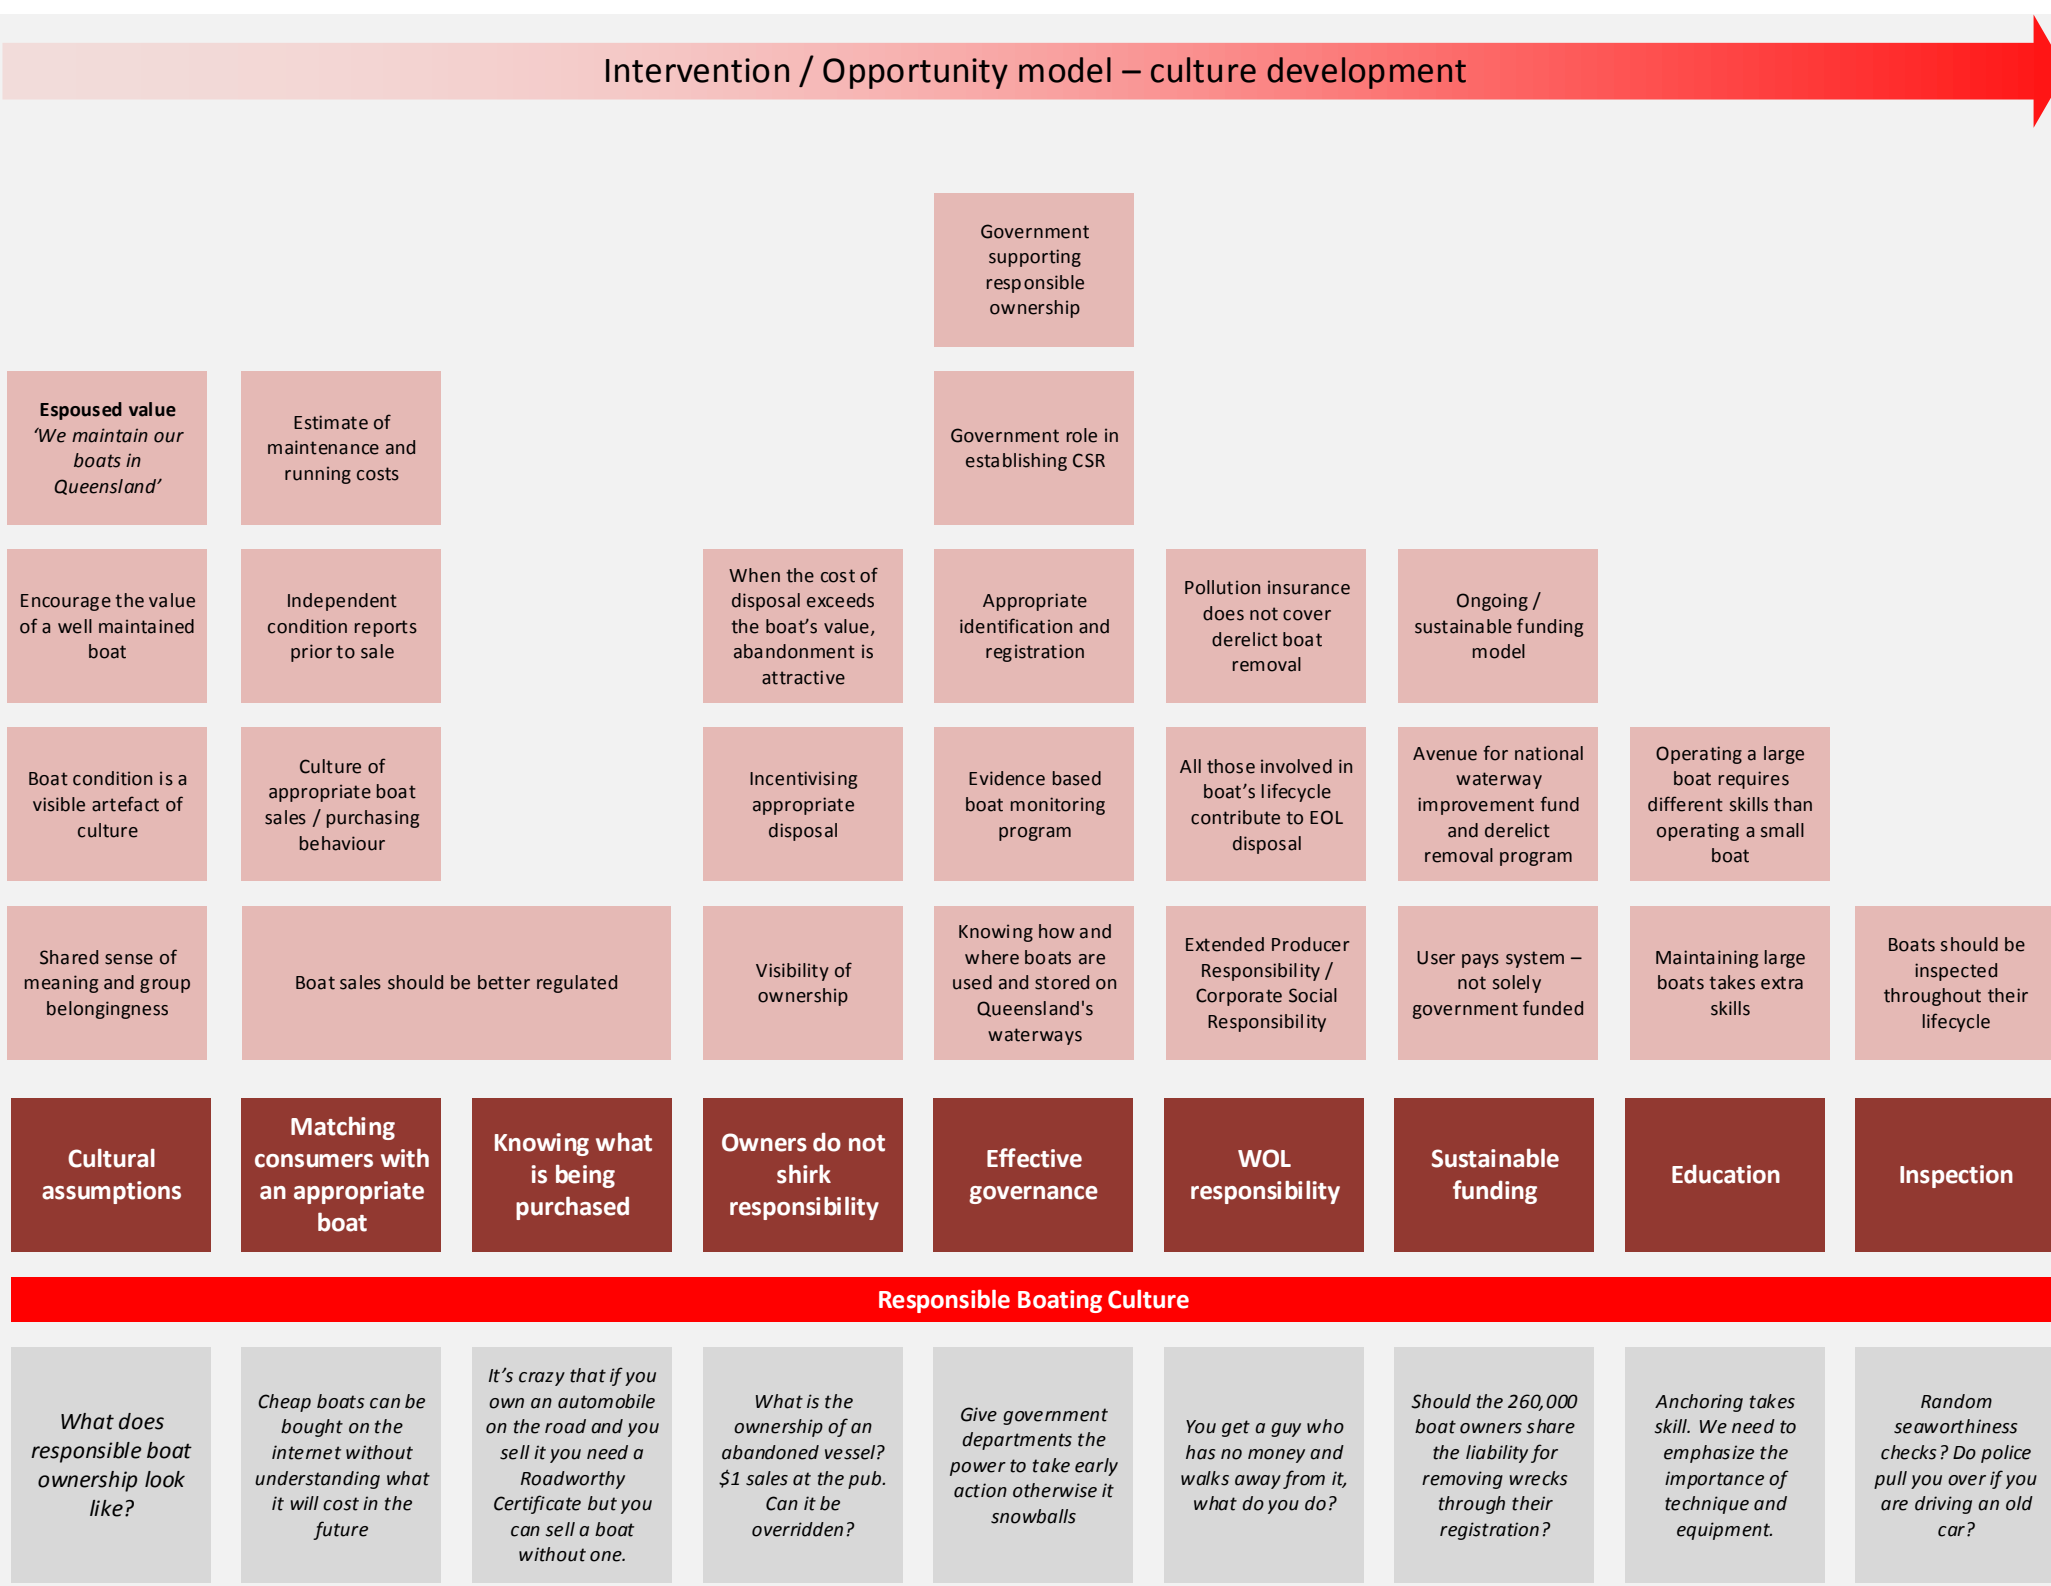 Intervention / Opportunity model – culture development
Government
supporting
responsible
ownership
Espoused value
‘We maintain our
boats in
Queensland’
Estimate of
maintenance and
running costs
Government role in
establishing CSR
Encourage the value
of a well maintained
boat
Independent
condition reports
prior to sale
When the cost of
disposal exceeds
the boat’s value,
abandonment is
attractive
Appropriate
identification and
registration
Pollution insurance
does not cover
derelict boat
removal
Ongoing /
sustainable funding
model
Boat condition is a
visible artefact of
culture
Culture of
appropriate boat
sales / purchasing
behaviour
Incentivising
appropriate
disposal
Evidence based
boat monitoring
program
All those involved in
boat’s lifecycle
contribute to EOL
disposal
Avenue for national
waterway
improvement fund
and derelict
removal program
Operating a large
boat requires
different skills than
operating a small
boat
Shared sense of
meaning and group
belongingness
Boat sales should be better regulated
Visibility of
ownership
Knowing how and
where boats are
used and stored on
Queensland's
waterways
Extended Producer
Responsibility /
Corporate Social
Responsibility
User pays system –
not solely
government funded
Maintaining large
boats takes extra
skills
Boats should be
inspected
throughout their
lifecycle
Cultural
assumptions
Matching
consumers with
an appropriate
boat
Knowing what
is being
purchased
Owners do not
shirk
responsibility
Effective
governance
WOL
responsibility
Sustainable
funding
Education
Inspection
Responsible Boating Culture
What does
responsible boat
ownership look
like?
Cheap boats can be
bought on the
internet without
understanding what
it will cost in the
future
It’s crazy that if you
own an automobile
on the road and you
sell it you need a
Roadworthy
Certificate but you
can sell a boat
without one.
What is the
ownership of an
abandoned vessel?
$1 sales at the pub.
Can it be
overridden?
Give government
departments the
power to take early
action otherwise it
snowballs
You get a guy who
has no money and
walks away from it,
what do you do?
Should the 260,000
boat owners share
the liability for
removing wrecks
through their
registration?
Anchoring takes
skill. We need to
emphasize the
importance of
technique and
equipment.
Random
seaworthiness
checks? Do police
pull you over if you
are driving an old
car?